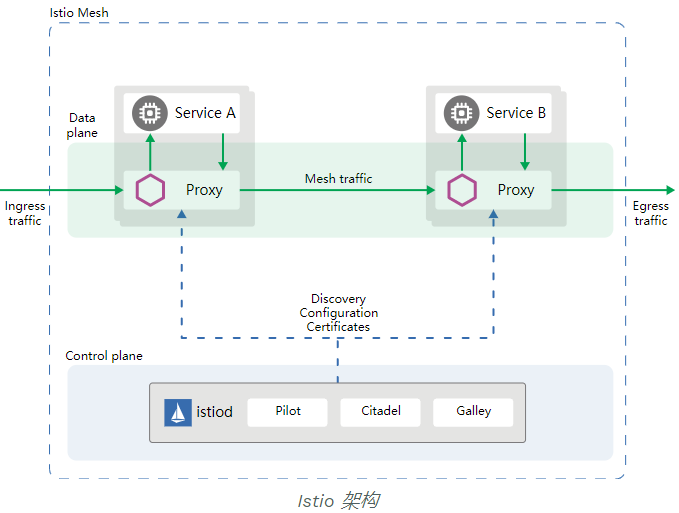 Istio Mesh
Service A
Service B
Data
plane
Proxy
Mesh traffic
Proxy
Ingress
traffic
Egress
traffic
Discovery
Configuration
Certificates
Control plane
istiod
Pilot
Citadel
Galley
Istio 架构